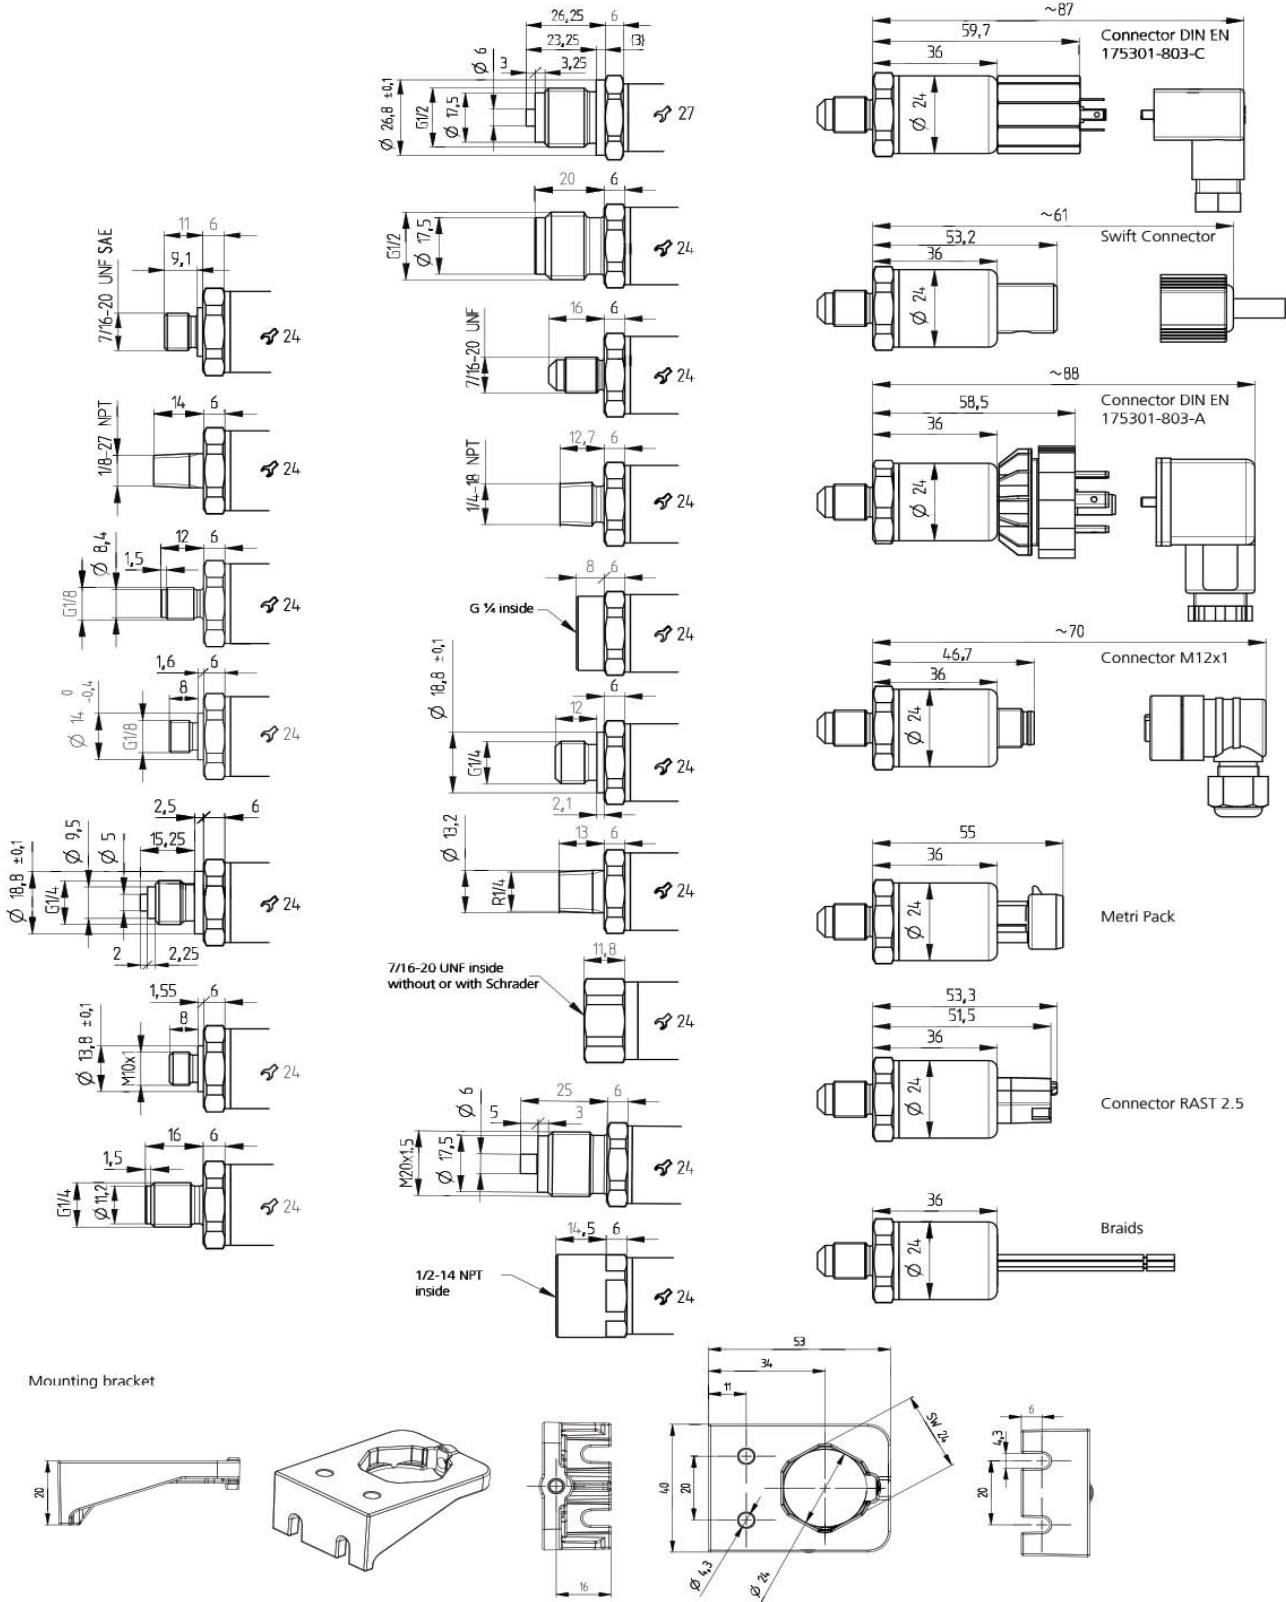 7/16-20 UNF SAE
11
6
9,1
24
1/8-27 NPT
14
6
24
G1/8
Ø 8,4
12
6
1,5
24
Ø 14 0 -0,4
G1/8
1,6
6
8
24
Ø 18,8 ±0,1
G1/4
Ø 9,5
Ø 5
2,5
6
15,25
2
2,25
24
Ø 13,8 ±0,1
M10x1
1,55
6
8
24
G1/4
Ø 11,2
16
6
1,5
24
26,25
6
23,25
(3)
Ø 6
3
3,25
Ø 26,8 ±0,1
G1/2
Ø 17,5
27
20
6
G1/2
Ø 17,5
24
16
6
7/16-20 UNF
24
12,7
6
1/4-18 NPT
24
8
6
G ¼ inside
24
Ø 18,8 ±0,1
6
12
G1/4
2,1
24
Ø 13,2
13
6
R1/4
24
11,8
7/16-20 UNF inside
without or with Schrader
24
Ø 6
25
6
5
3
M20x1,5
Ø 17,5
24
14,5
6
1/2-14 NPT
inside
24
~87
59,7
36
Ø 24
Connector DIN EN
175301-803-C
~61
53,2
36
Ø 24
Swift Connector
~88
58,5
36
Ø 24
Connector DIN EN
175301-803-A
~70
46,7
36
Ø 24
Connector M12x1
55
36
Ø 24
Metri Pack
53,3
51,5
36
Ø 24
Connector RAST 2.5
36
Ø 24
Braids
Mounting bracket
20
16
53
34
11
40
20
SW 24
Ø 4,3
Ø 24
6
4,3
20